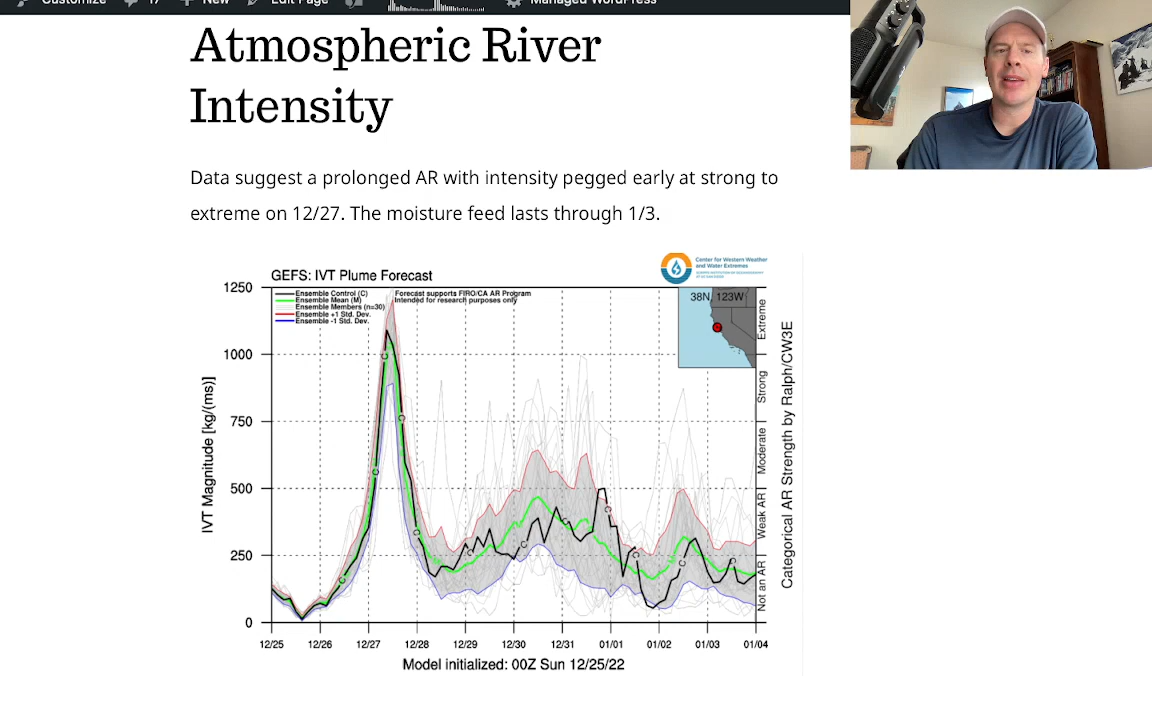 Customize
17
New
Edit Page
Managed WordPress
Atmospheric River
Intensity
Data suggest a prolonged AR with intensity pegged early at strong to
extreme on 12/27. The moisture feed lasts through 1/3.
Center for Western Weather
and Water Extremes
GEFS: IVT Plume Forecast
Ensemble Control (C)
Ensemble Mean (M)
Ensemble Members (n=30)
Ensemble +1 Std. Dev.
Ensemble -1 Std. Dev.
Forecast supports FIRO/CA AR Program
Intended for research purposes only
38N, 123W
1250
1000
750
500
250
0
IVT Magnitude [kg/(ms)]
Extreme
Strong
Moderate
Weak AR
Not an AR
Categorical AR Strength by Ralph/CW3E
C C C C C C C C C C C C C
12/25 12/26 12/27 12/28 12/29 12/30 12/31 01/01 01/02 01/03 01/04
Model initialized: 00Z Sun 12/25/22